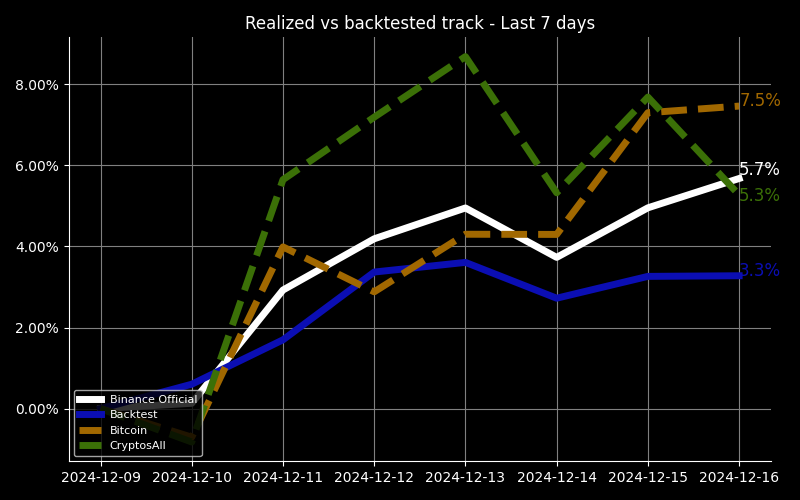 Realized vs backtested track - Last 7 days
8.00%
6.00%
4.00%
2.00%
0.00%
7.5%
5.7%
5.3%
3.3%
Binance Official
Backtest
Bitcoin
CryptosAll
2024-12-09 2024-12-10 2024-12-11 2024-12-12 2024-12-13 2024-12-14 2024-12-15 2024-12-16